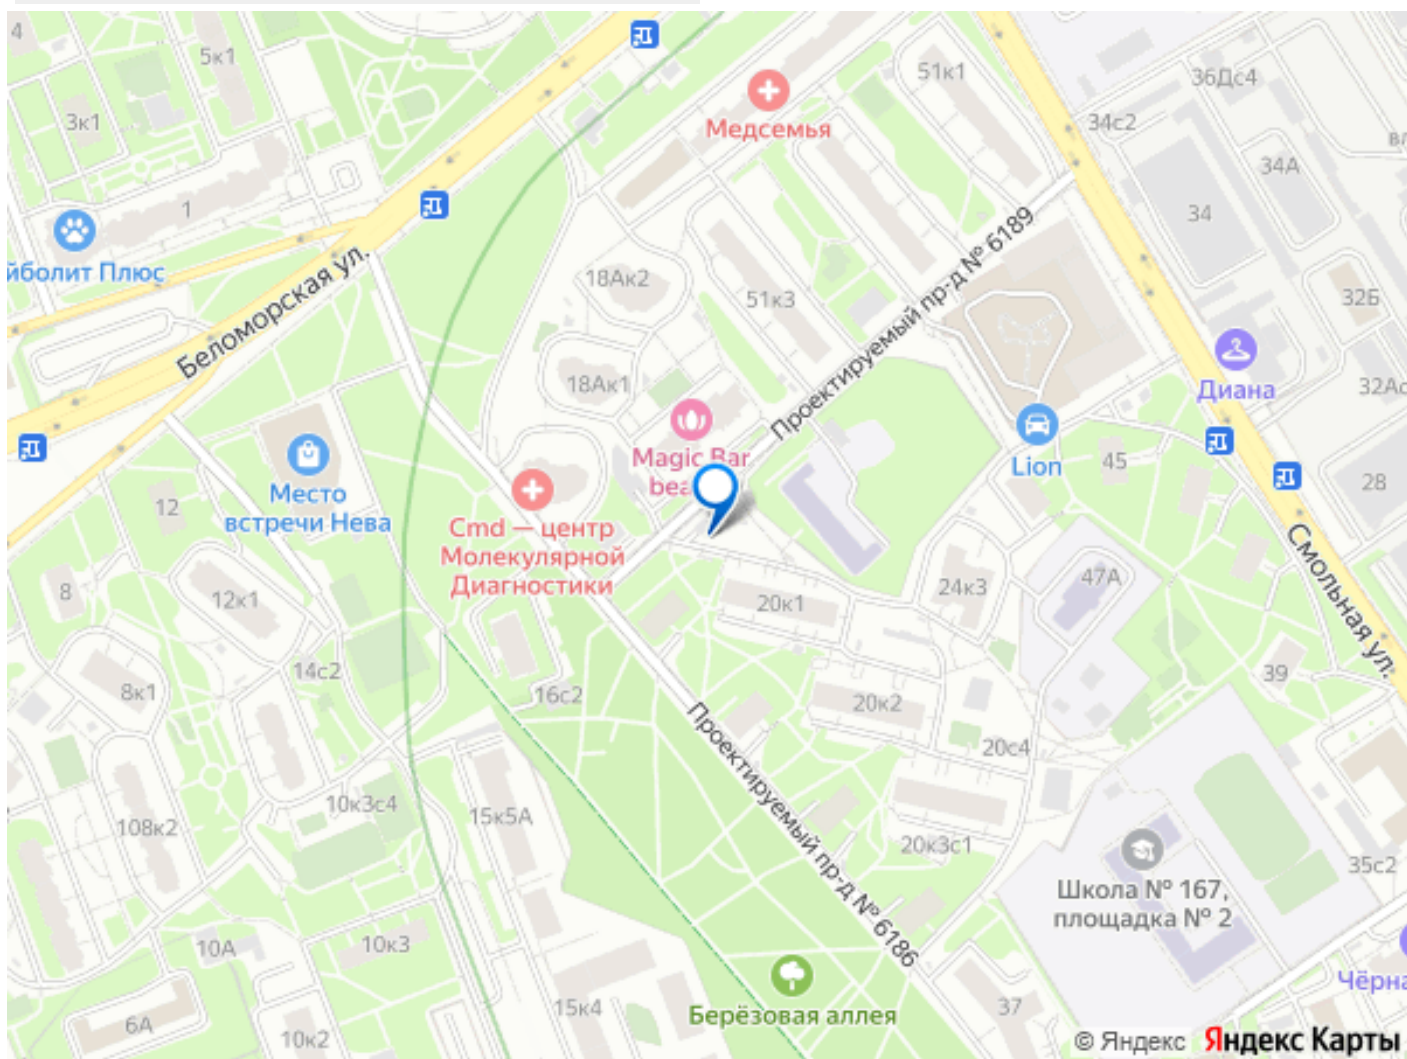 4
5к1
51к1
36Дс4
Медсемья
3к1
34с2
34А
34
1
йболит Плюс
Беломорская ул.
18Ак2
51к3
Проектируемый пр-д № 6189
32Б
Диана
32Ас
18Ак1
Magic Bar
Lion
45
28
Место
встречи Нева
12
Cmd — центр
Молекулярной
Диагностики
Смольная ул.
8
12к1
20к1
24к3
47А
39
14с2
8к1
16с2
20к2
20с4
Проектируемый пр-д № 6186
10к3с4
108к2
15к5А
20к3с1
35с2
Школа № 167,
площадка № 2
10А
10к3
Берёзовая аллея
15к4
37
6А
10к2
Чёрна
© Яндекс Яндекс Карты